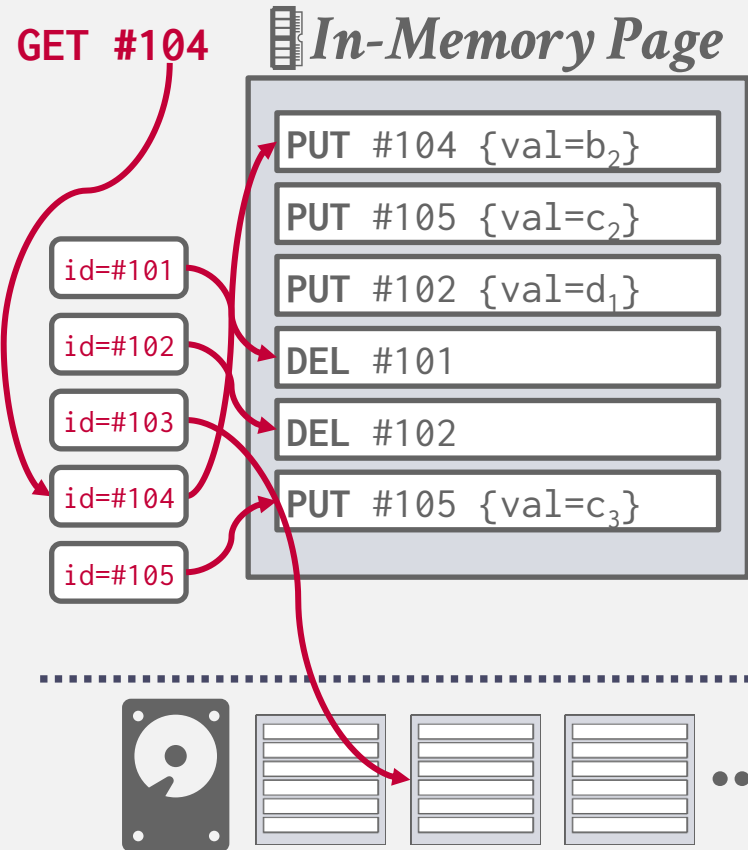 GET #104
In-Memory Page
PUT #104 {val=b₂}
PUT #105 {val=c₂}
PUT #102 {val=d₁}
DEL #101
DEL #102
PUT #105 {val=c₃}
id=#101
id=#102
id=#103
id=#104
id=#105